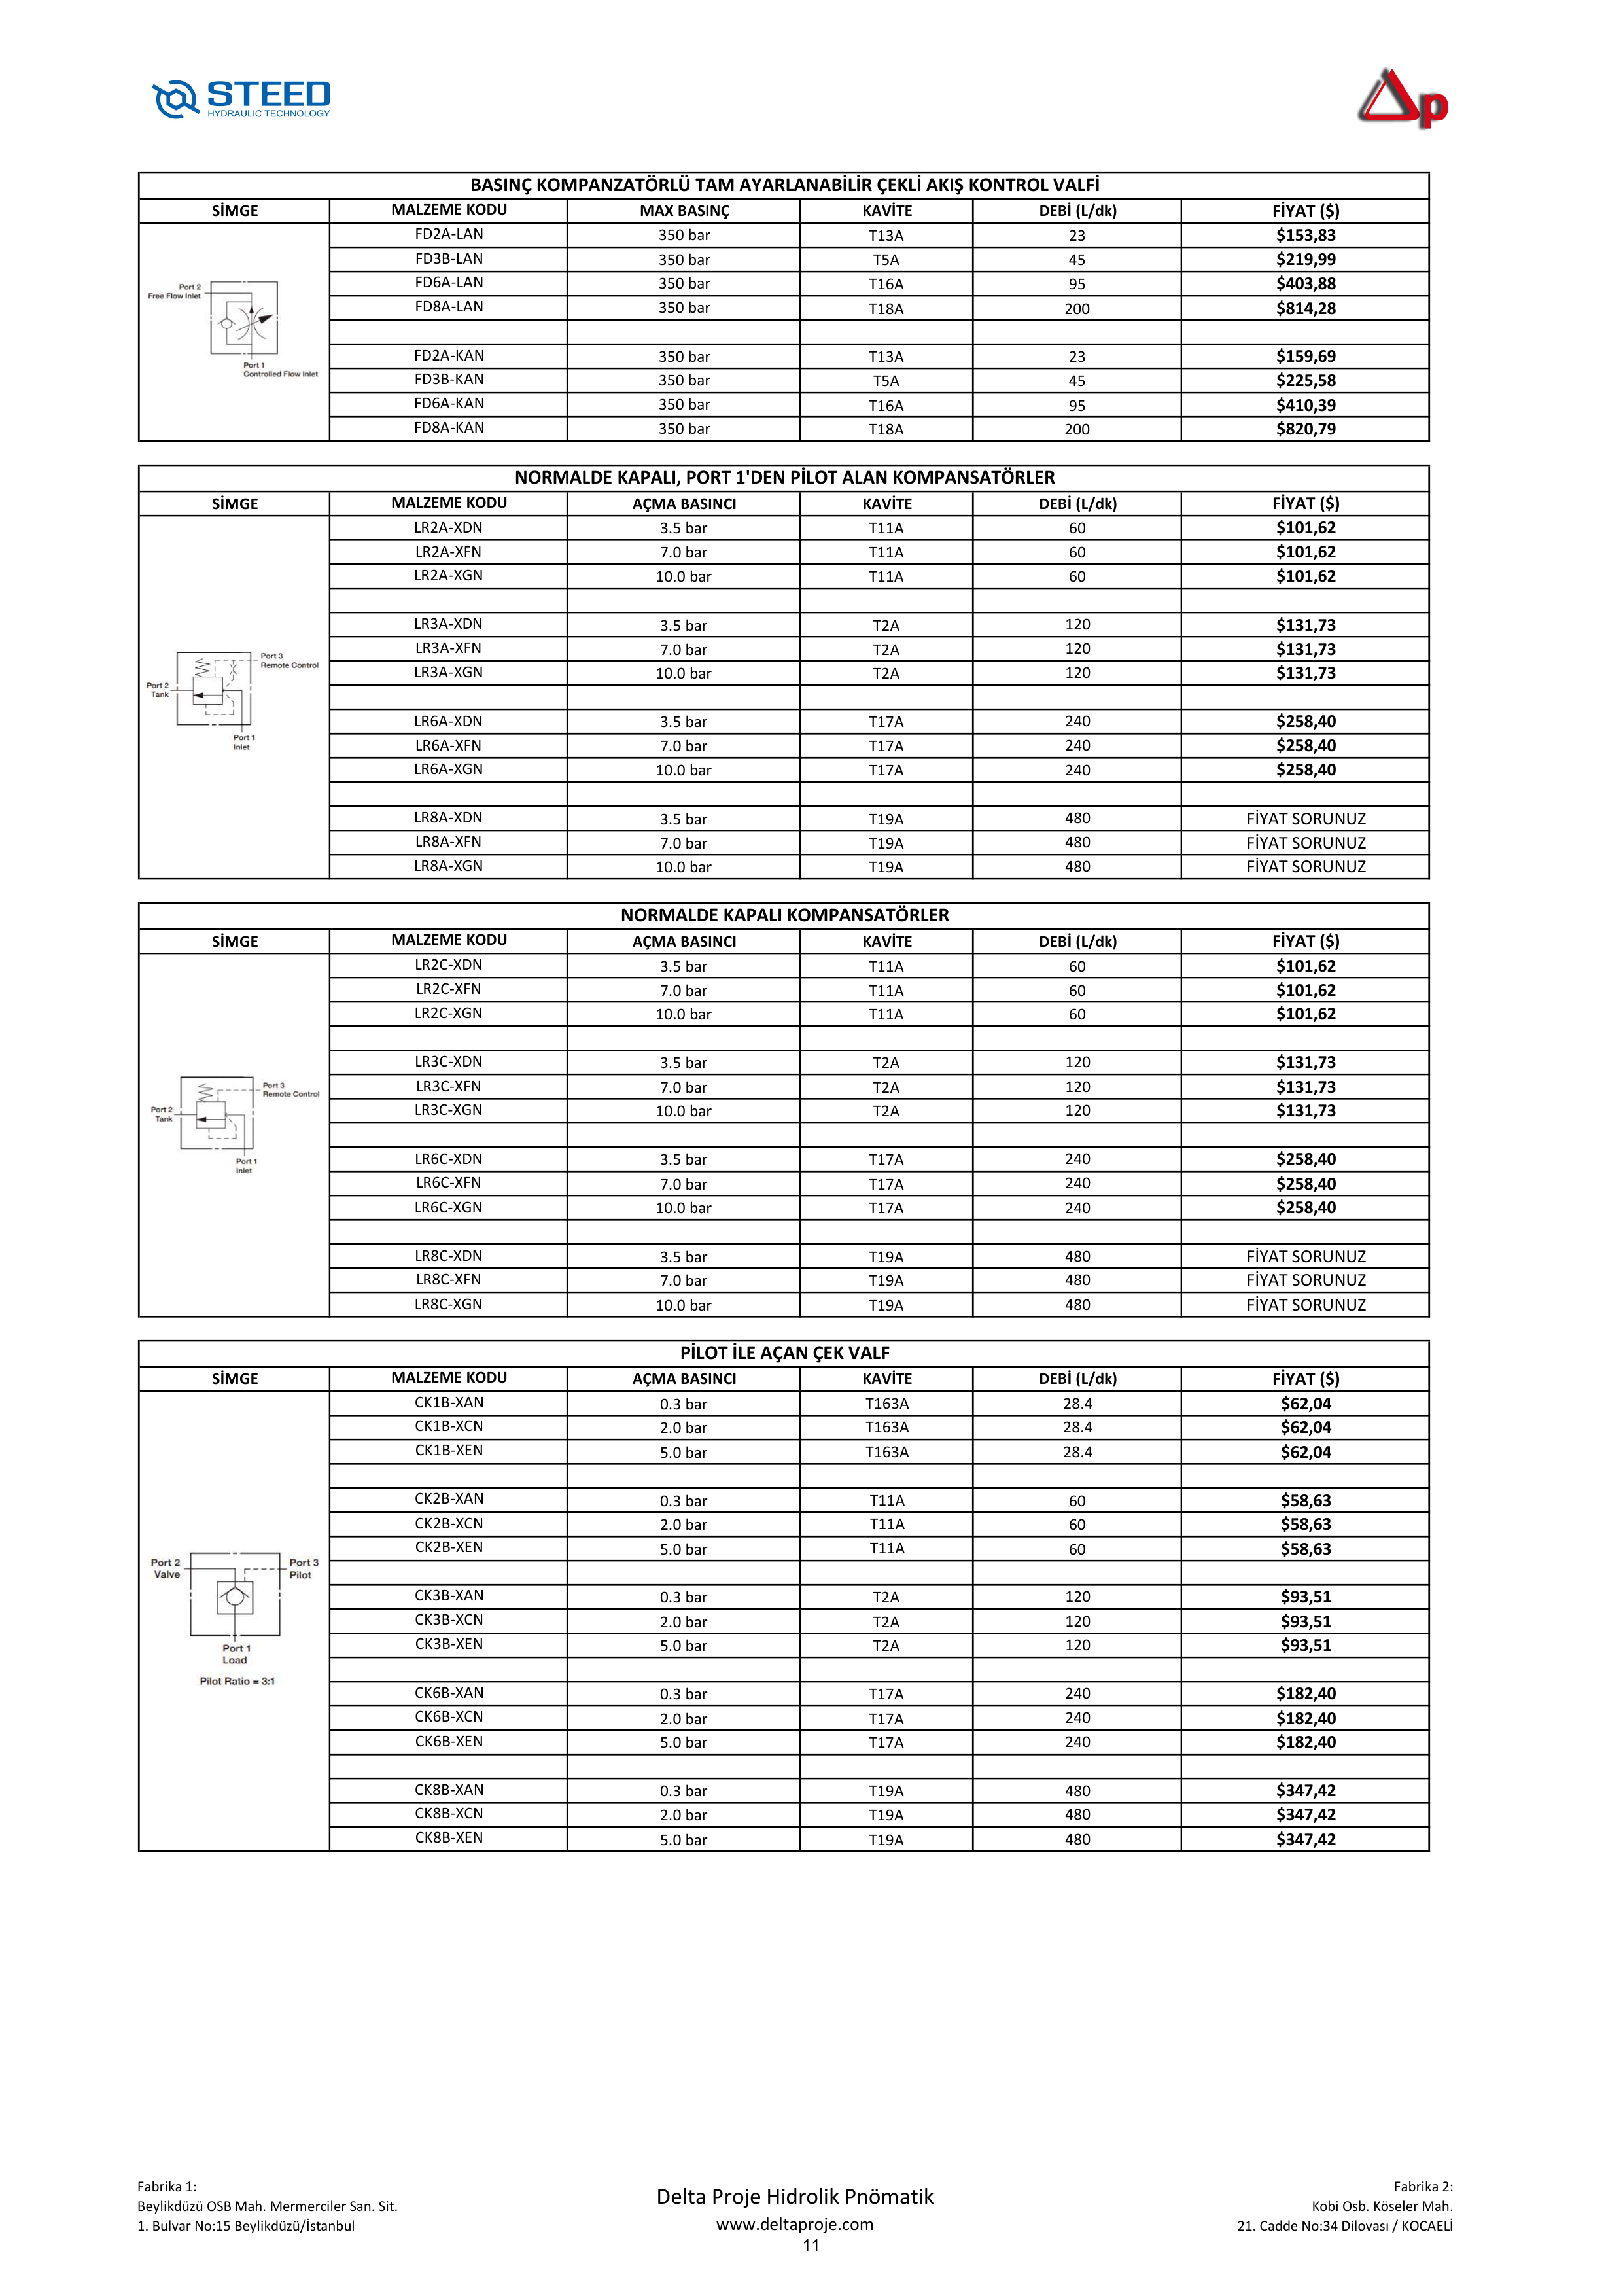 STEED
HYDRAULIC TECHNOLOGY
Δp
BASINÇ KOMPANZATÖRLÜ TAM AYARLANABİLİR ÇEKLİ AKIŞ KONTROL VALFİ
SİMGE MALZEME KODU MAX BASINÇ KAVİTE DEBİ (L/dk) FİYAT ($)
FD2A-LAN 350 bar T13A 23 $153,83
FD3B-LAN 350 bar T5A 45 $219,99
FD6A-LAN 350 bar T16A 95 $403,88
FD8A-LAN 350 bar T18A 200 $814,28
FD2A-KAN 350 bar T13A 23 $159,69
FD3B-KAN 350 bar T5A 45 $225,58
FD6A-KAN 350 bar T16A 95 $410,39
FD8A-KAN 350 bar T18A 200 $820,79
Port 2
Free Flow Inlet
Port 1
Controlled Flow Inlet
NORMALDE KAPALI, PORT 1'DEN PİLOT ALAN KOMPANSATÖRLER
SİMGE MALZEME KODU AÇMA BASINCI KAVİTE DEBİ (L/dk) FİYAT ($)
LR2A-XDN 3.5 bar T11A 60 $101,62
LR2A-XFN 7.0 bar T11A 60 $101,62
LR2A-XGN 10.0 bar T11A 60 $101,62
LR3A-XDN 3.5 bar T2A 120 $131,73
LR3A-XFN 7.0 bar T2A 120 $131,73
LR3A-XGN 10.0 bar T2A 120 $131,73
LR6A-XDN 3.5 bar T17A 240 $258,40
LR6A-XFN 7.0 bar T17A 240 $258,40
LR6A-XGN 10.0 bar T17A 240 $258,40
LR8A-XDN 3.5 bar T19A 480 FİYAT SORUNUZ
LR8A-XFN 7.0 bar T19A 480 FİYAT SORUNUZ
LR8A-XGN 10.0 bar T19A 480 FİYAT SORUNUZ
Port 3
Remote Control
Port 2
Tank
Port 1
Inlet
NORMALDE KAPALI KOMPANSATÖRLER
SİMGE MALZEME KODU AÇMA BASINCI KAVİTE DEBİ (L/dk) FİYAT ($)
LR2C-XDN 3.5 bar T11A 60 $101,62
LR2C-XFN 7.0 bar T11A 60 $101,62
LR2C-XGN 10.0 bar T11A 60 $101,62
LR3C-XDN 3.5 bar T2A 120 $131,73
LR3C-XFN 7.0 bar T2A 120 $131,73
LR3C-XGN 10.0 bar T2A 120 $131,73
LR6C-XDN 3.5 bar T17A 240 $258,40
LR6C-XFN 7.0 bar T17A 240 $258,40
LR6C-XGN 10.0 bar T17A 240 $258,40
LR8C-XDN 3.5 bar T19A 480 FİYAT SORUNUZ
LR8C-XFN 7.0 bar T19A 480 FİYAT SORUNUZ
LR8C-XGN 10.0 bar T19A 480 FİYAT SORUNUZ
Port 3
Remote Control
Port 2
Tank
Port 1
Inlet
PİLOT İLE AÇAN ÇEK VALF
SİMGE MALZEME KODU AÇMA BASINCI KAVİTE DEBİ (L/dk) FİYAT ($)
CK1B-XAN 0.3 bar T163A 28.4 $62,04
CK1B-XCN 2.0 bar T163A 28.4 $62,04
CK1B-XEN 5.0 bar T163A 28.4 $62,04
CK2B-XAN 0.3 bar T11A 60 $58,63
CK2B-XCN 2.0 bar T11A 60 $58,63
CK2B-XEN 5.0 bar T11A 60 $58,63
CK3B-XAN 0.3 bar T2A 120 $93,51
CK3B-XCN 2.0 bar T2A 120 $93,51
CK3B-XEN 5.0 bar T2A 120 $93,51
CK6B-XAN 0.3 bar T17A 240 $182,40
CK6B-XCN 2.0 bar T17A 240 $182,40
CK6B-XEN 5.0 bar T17A 240 $182,40
CK8B-XAN 0.3 bar T19A 480 $347,42
CK8B-XCN 2.0 bar T19A 480 $347,42
CK8B-XEN 5.0 bar T19A 480 $347,42
Port 2
Valve
Port 3
Pilot
Port 1
Load
Pilot Ratio = 3:1
Fabrika 1:
Beylikdüzü OSB Mah. Mermerciler San. Sit.
1. Bulvar No:15 Beylikdüzü/İstanbul
Delta Proje Hidrolik Pnömatik
www.deltaproje.com
11
Fabrika 2:
Kobi Osb. Köseler Mah.
21. Cadde No:34 Dilovası / KOCAELİ